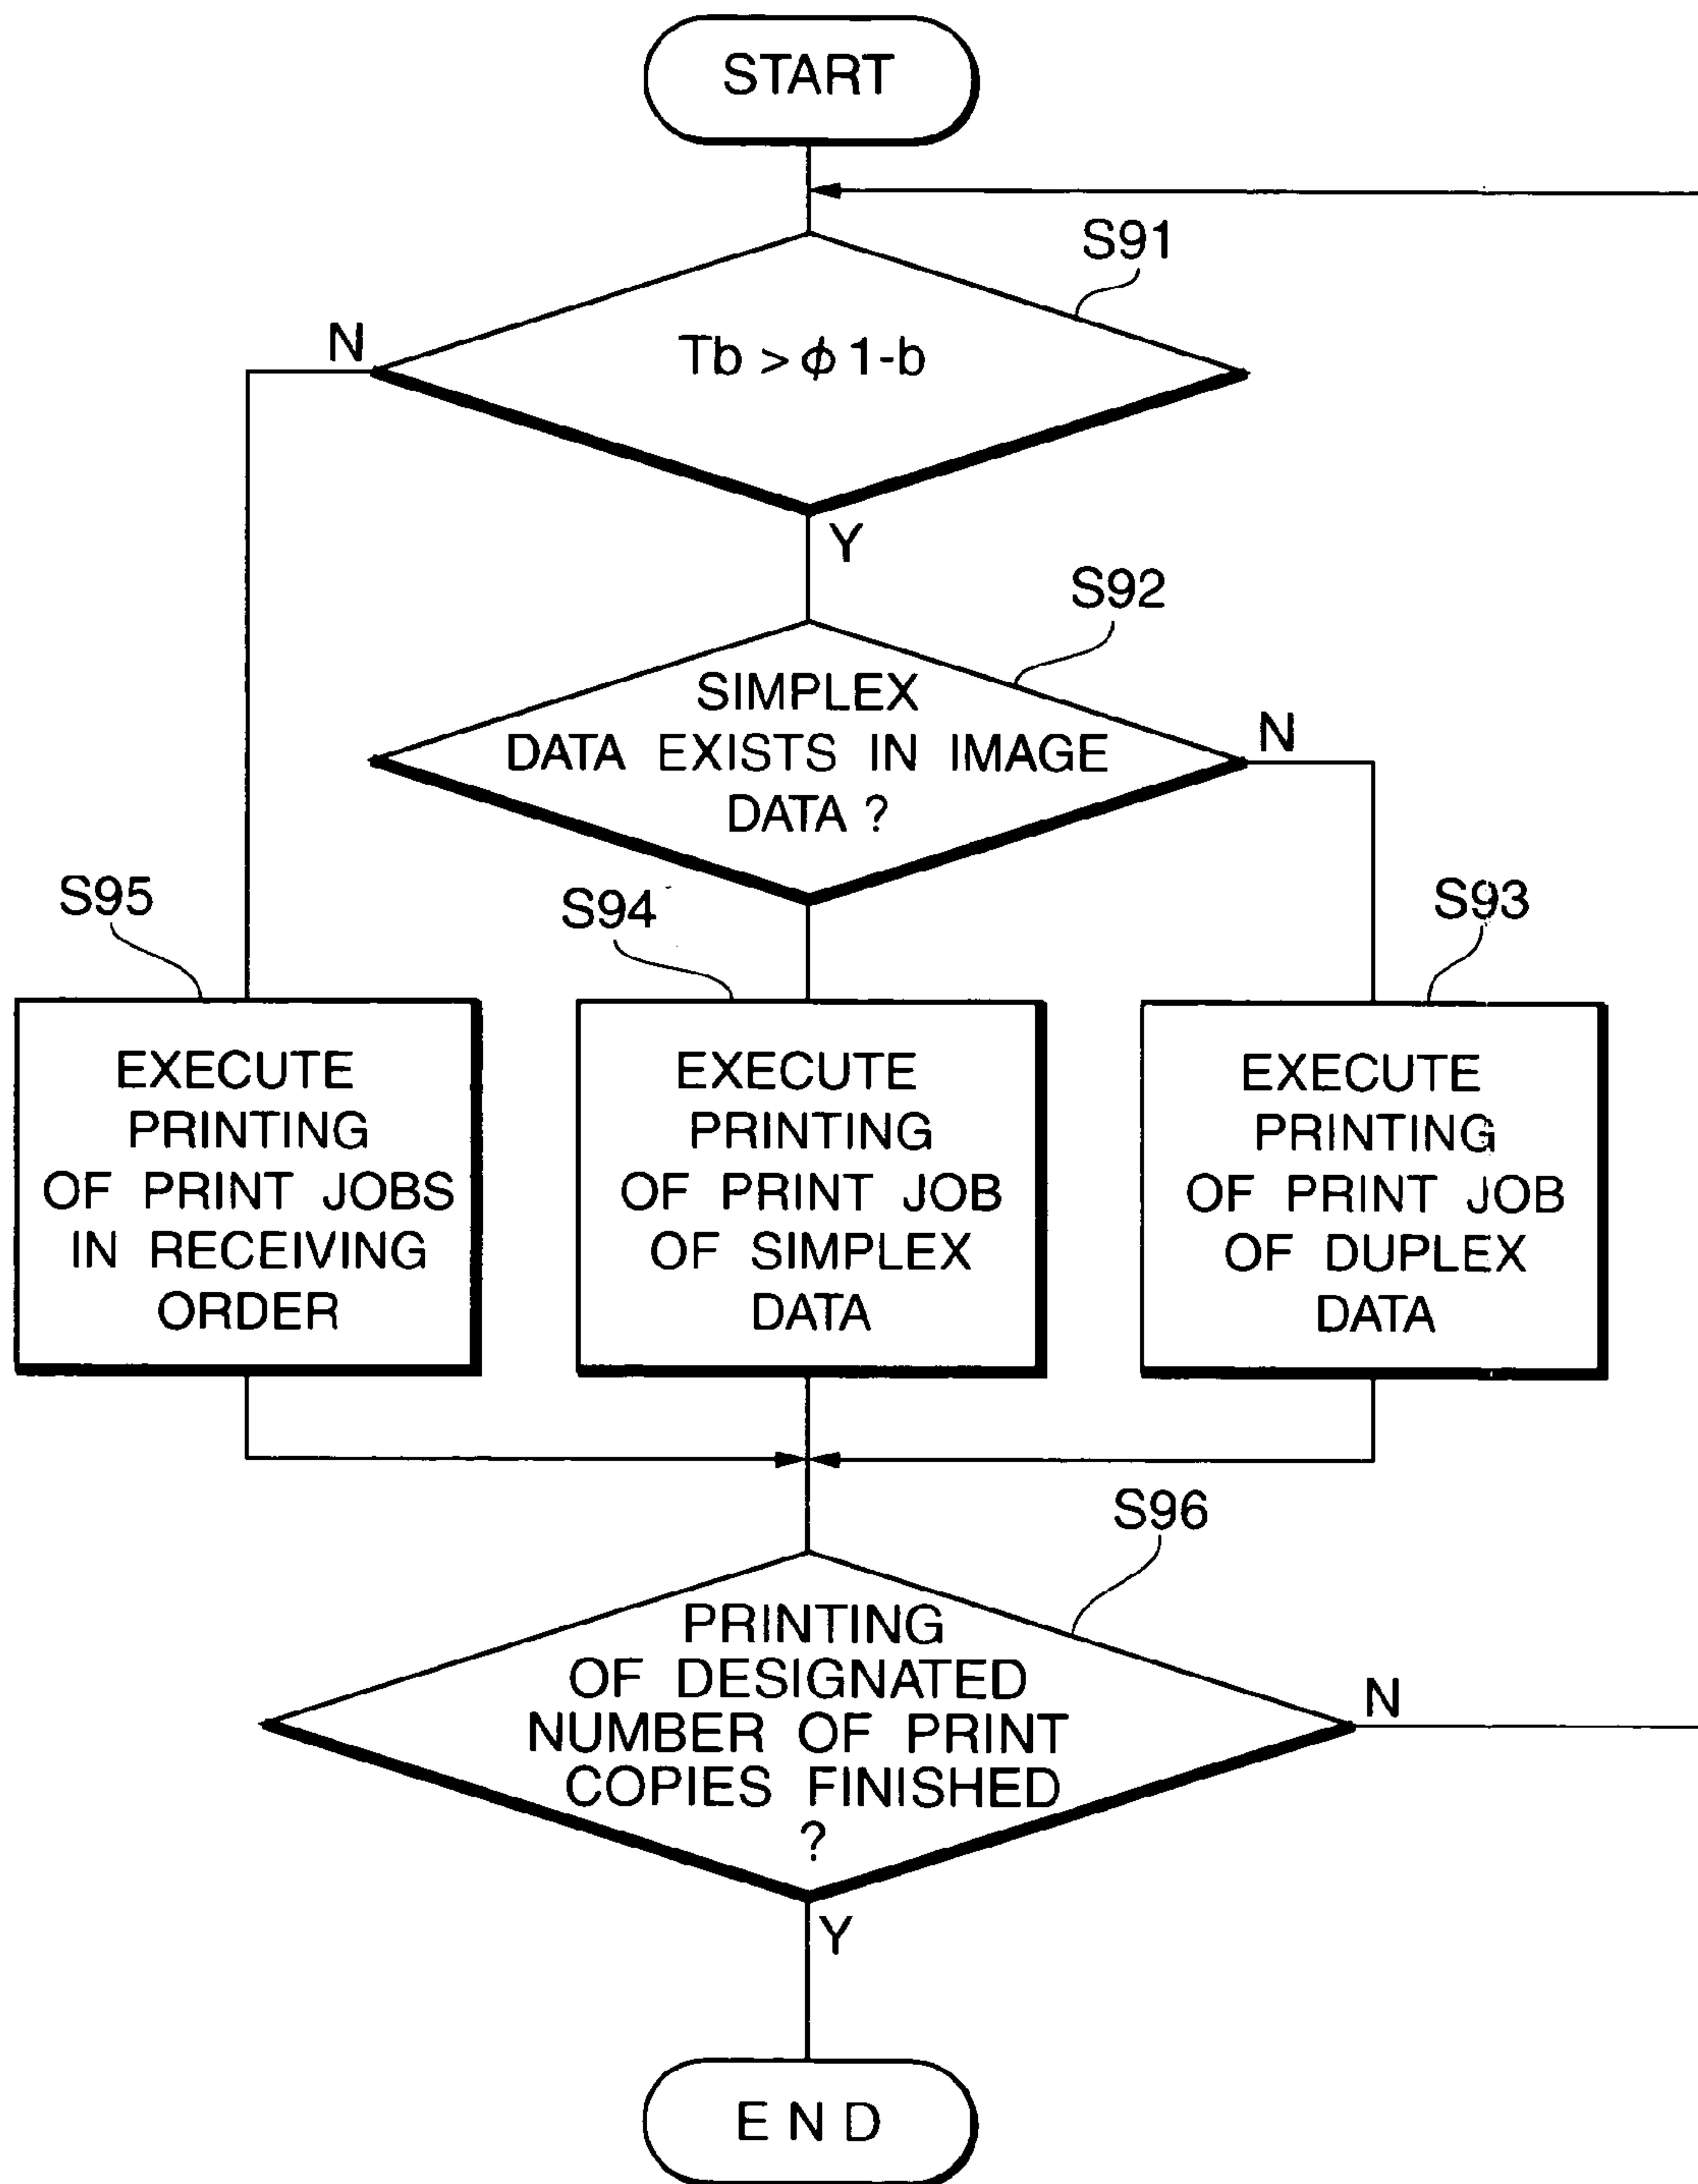 START
S91
N
Tb > φ 1-b
Y
S92
SIMPLEX
DATA EXISTS IN IMAGE
DATA ?
N
S95
S94
S93
EXECUTE
PRINTING
OF PRINT JOBS
IN RECEIVING
ORDER
EXECUTE
PRINTING
OF PRINT JOB
OF SIMPLEX
DATA
EXECUTE
PRINTING
OF PRINT JOB
OF DUPLEX
DATA
S96
PRINTING
OF DESIGNATED
NUMBER OF PRINT
COPIES FINISHED
?
N
Y
END